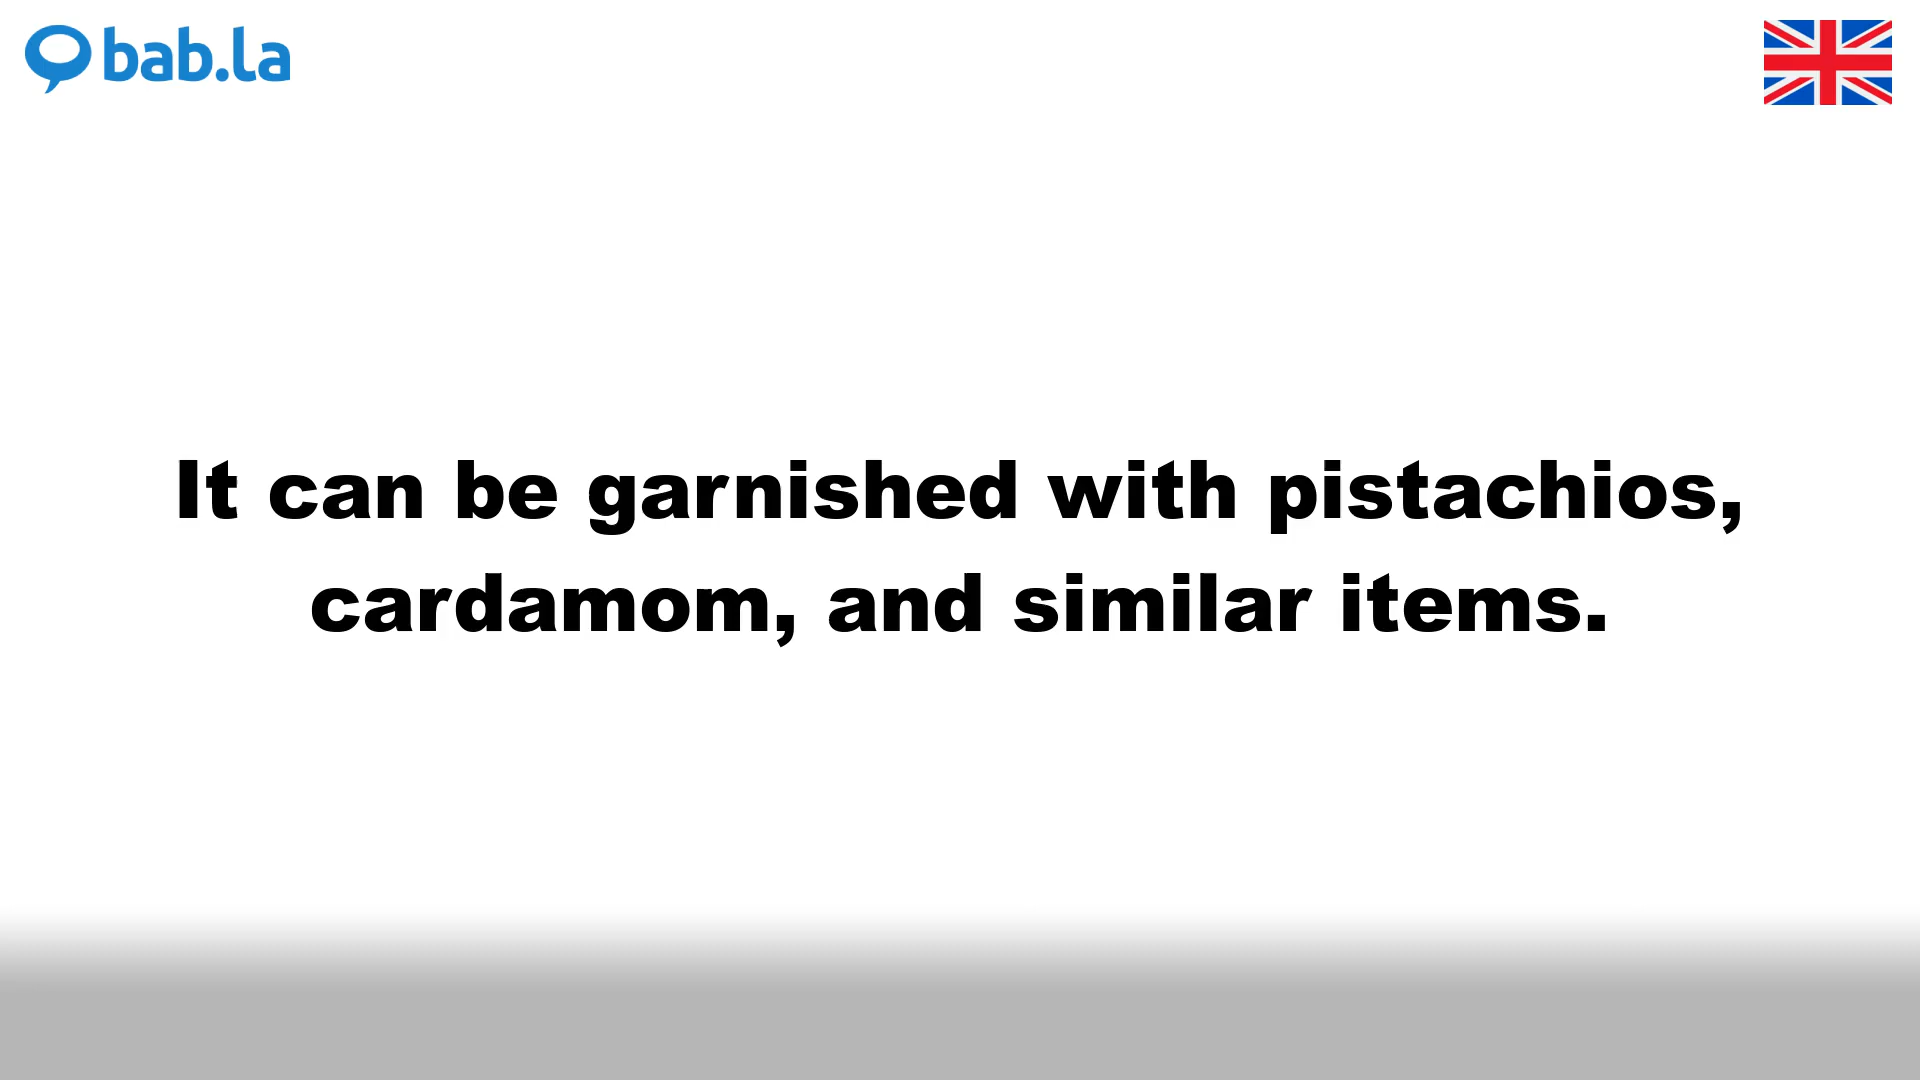 bab.la
It can be garnished with pistachios,
cardamom, and similar items.